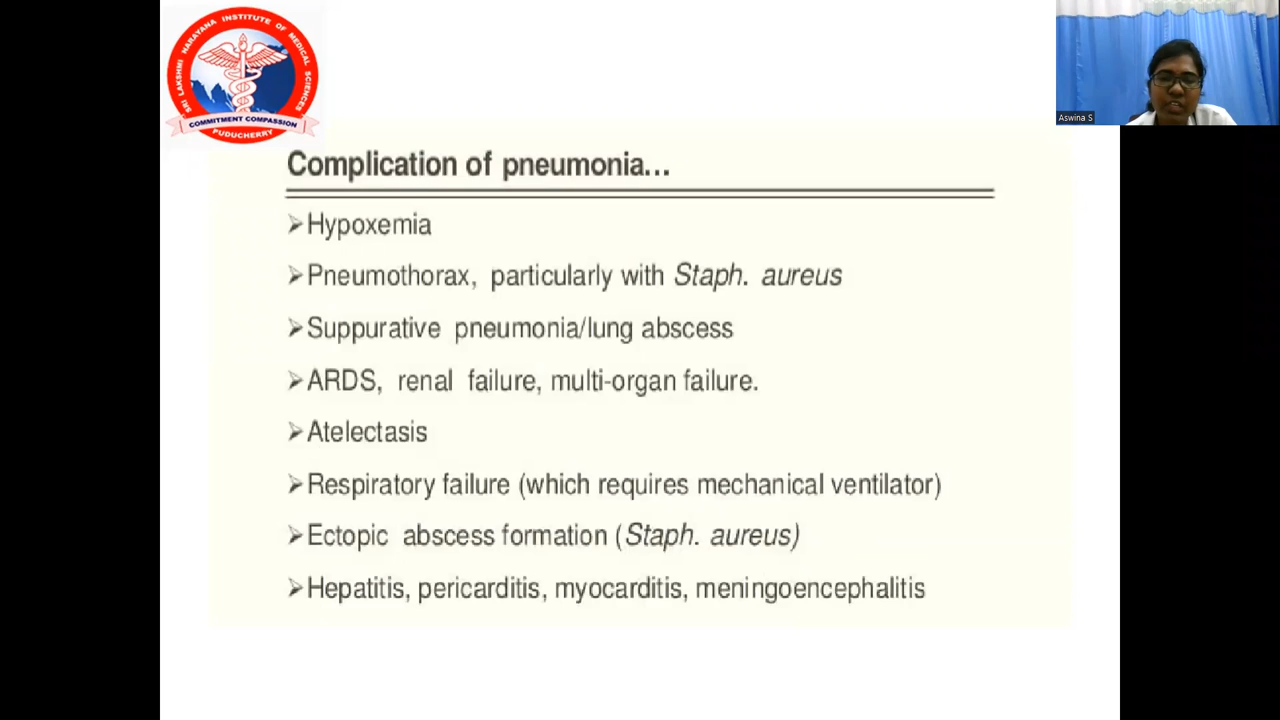 SRI LAKSHMI NARAYANA INSTITUTE OF MEDICAL SCIENCES
COMMITMENT COMPASSION
PUDUCHERRY
Aswina S
Complication of pneumonia...
➢Hypoxemia
➢Pneumothorax, particularly with Staph. aureus
➢Suppurative pneumonia/lung abscess
➢ARDS, renal failure, multi-organ failure.
➢Atelectasis
➢Respiratory failure (which requires mechanical ventilator)
➢Ectopic abscess formation (Staph. aureus)
➢Hepatitis, pericarditis, myocarditis, meningoencephalitis